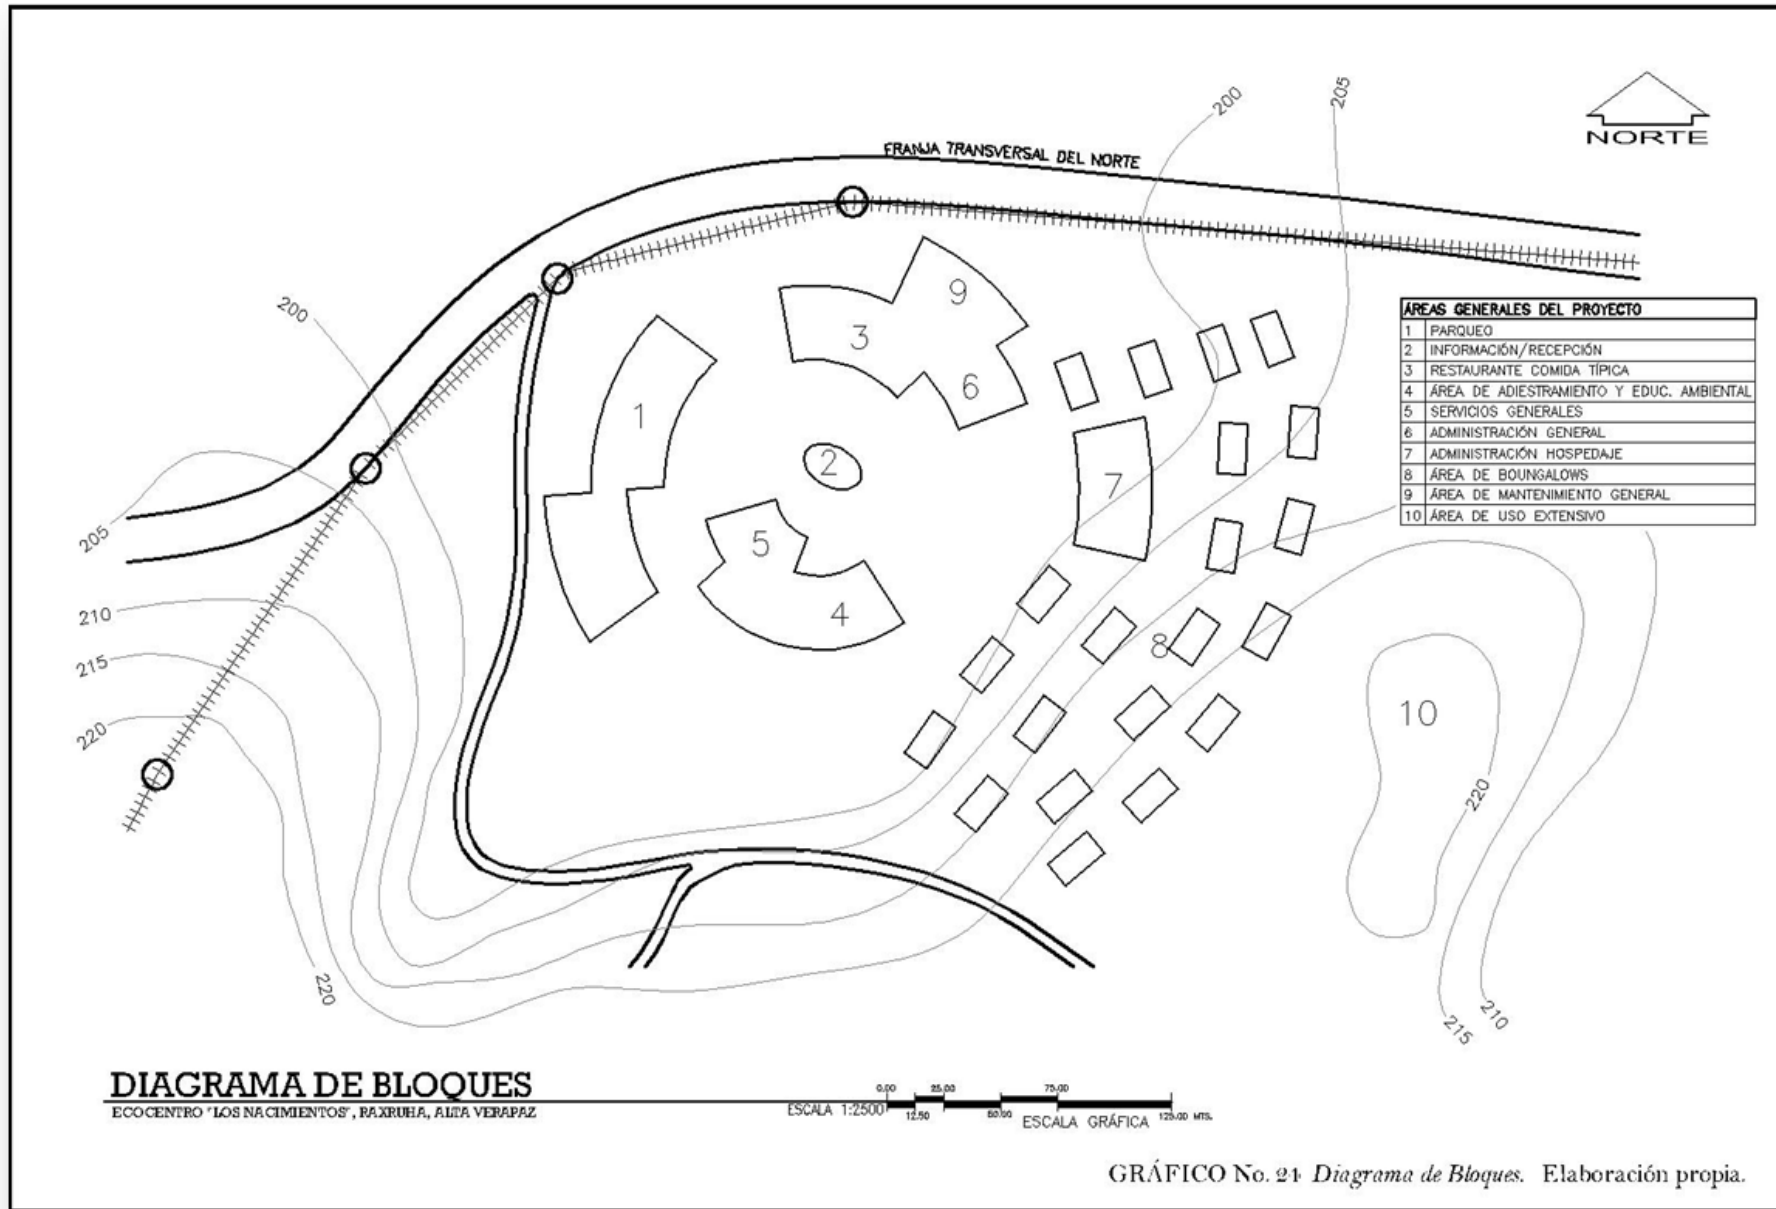 200
205
NORTE
FRANJA TRANSVERSAL DEL NORTE
200
205
210
215
220
220
ÁREAS GENERALES DEL PROYECTO
1 PARQUEO
2 INFORMACIÓN/RECEPCIÓN
3 RESTAURANTE COMIDA TÍPICA
4 ÁREA DE ADIESTRAMIENTO Y EDUC. AMBIENTAL
5 SERVICIOS GENERALES
6 ADMINISTRACIÓN GENERAL
7 ADMINISTRACIÓN HOSPEDAJE
8 ÁREA DE BOUNGALOWS
9 ÁREA DE MANTENIMIENTO GENERAL
10 ÁREA DE USO EXTENSIVO
9
3
6
1
2
7
5
4
8
10
220
215
210
DIAGRAMA DE BLOQUES
ECOCENTRO "LOS NACIMIENTOS", RAXRUHA, ALTA VERAPAZ
ESCALA 1:2500
0.00 25.00 75.00
12.50 50.00 125.00 MTS.
ESCALA GRÁFICA
GRÁFICO No. 24 Diagrama de Bloques. Elaboración propia.